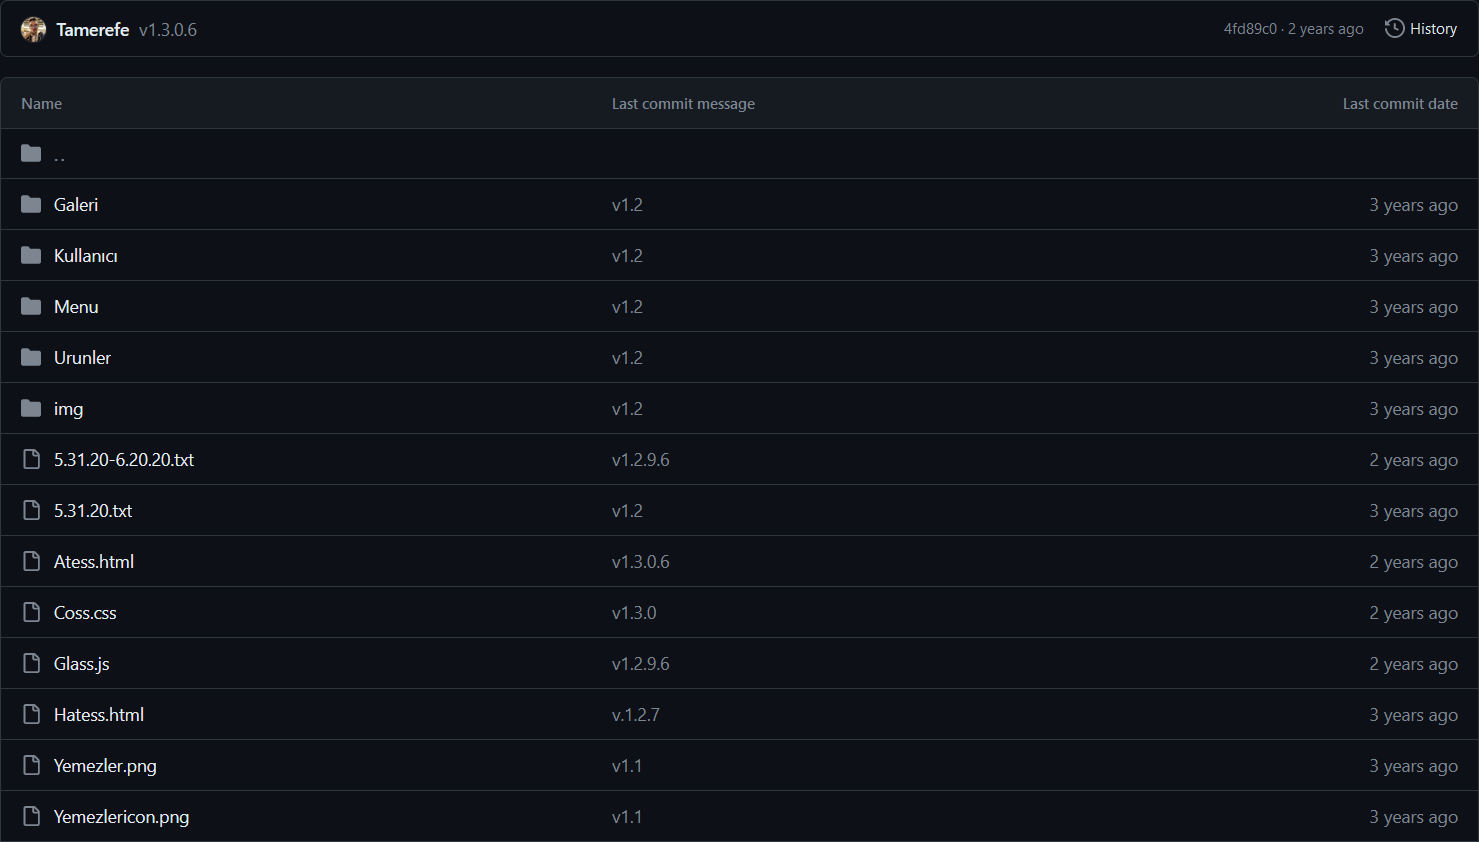 Tamerefe v1.3.0.6 4fd89c0 · 2 years ago History
Name Last commit message Last commit date
..
Galeri v1.2 3 years ago
Kullanıcı v1.2 3 years ago
Menu v1.2 3 years ago
Urunler v1.2 3 years ago
img v1.2 3 years ago
5.31.20-6.20.20.txt v1.2.9.6 2 years ago
5.31.20.txt v1.2 3 years ago
Atess.html v1.3.0.6 2 years ago
Coss.css v1.3.0 2 years ago
Glass.js v1.2.9.6 2 years ago
Hatess.html v.1.2.7 3 years ago
Yemezler.png v1.1 3 years ago
Yemezlericon.png v1.1 3 years ago